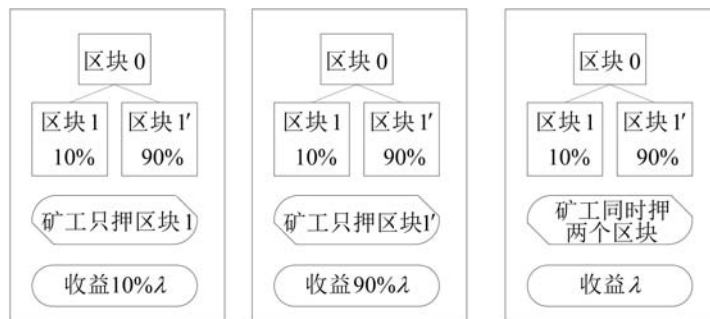 区块 0
区块 1
10%
区块 1′
90%
矿工只押区块 1
收益10%λ
区块 0
区块 1
10%
区块 1′
90%
矿工只押区块1′
收益90%λ
区块 0
区块 1
10%
区块 1′
90%
矿工同时押
两个区块
收益 λ